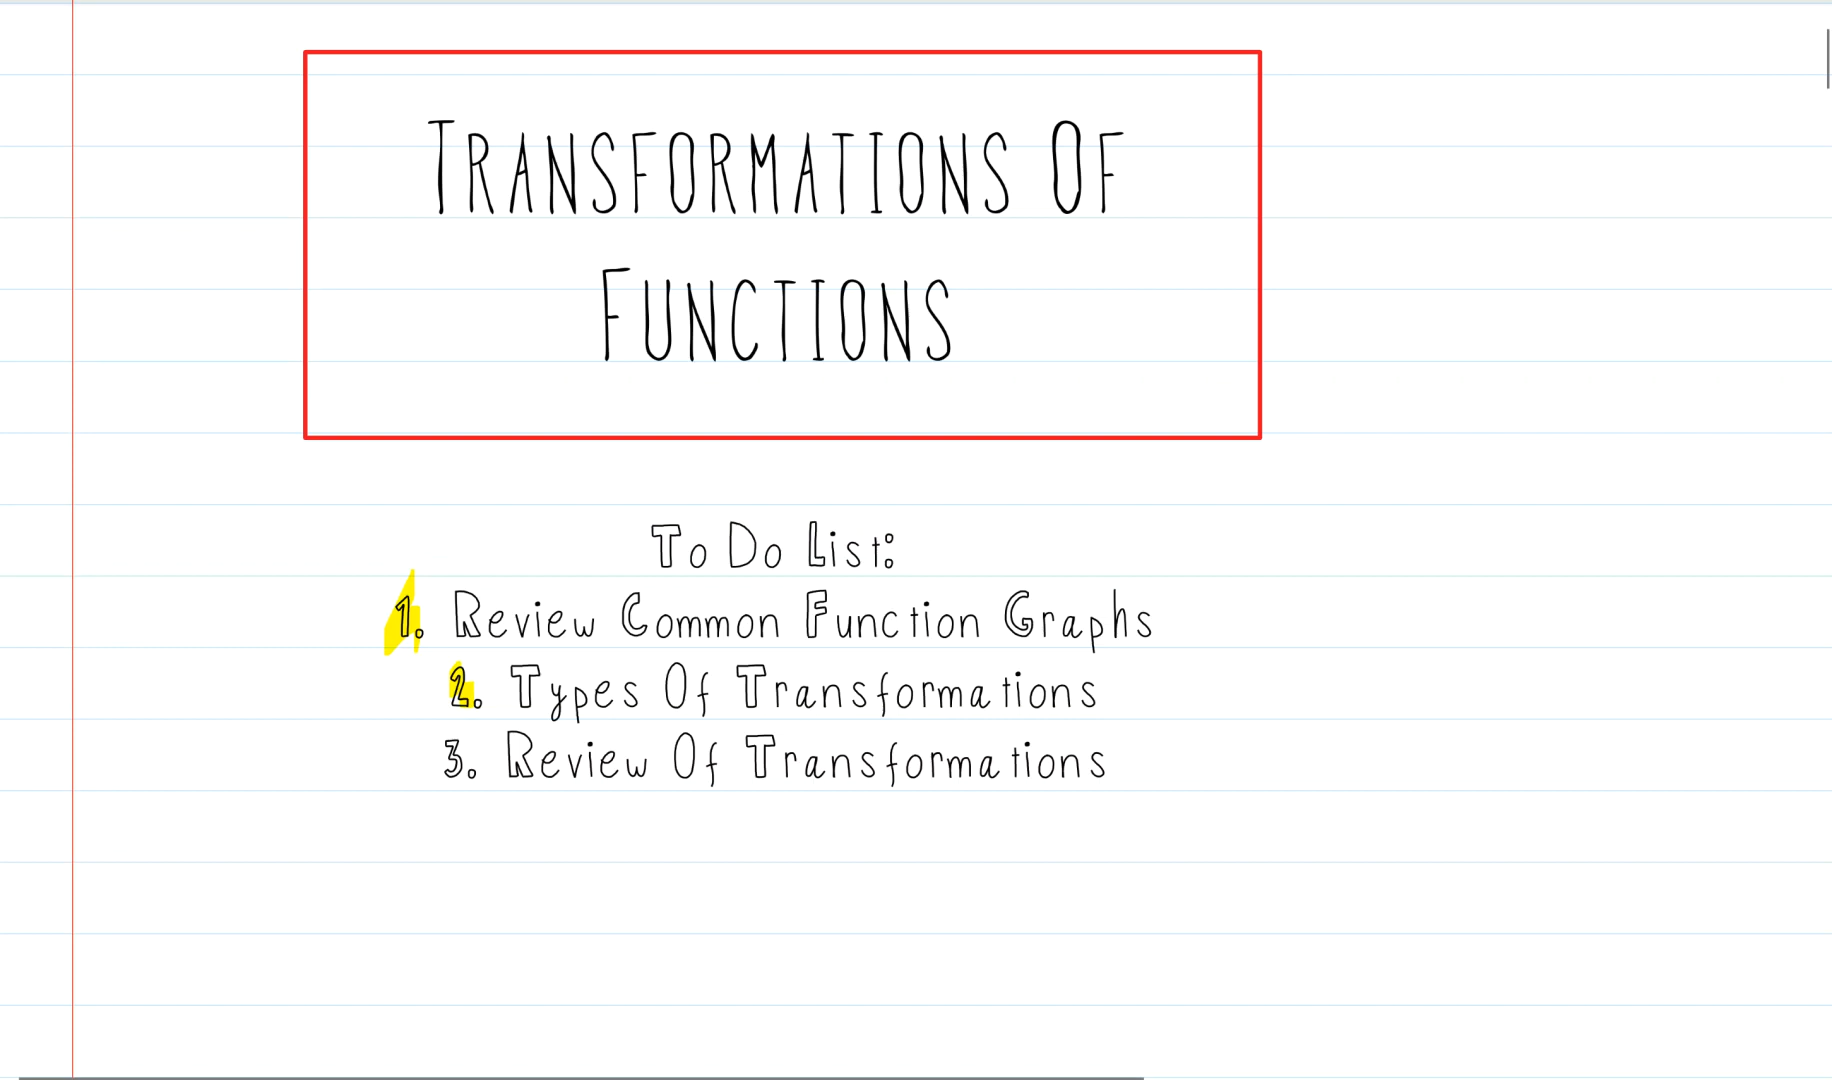 TRANSFORMATIONS OF
FUNCTIONS
To Do List:
1. Review Common Function Graphs
2. Types Of Transformations
3. Review Of Transformations